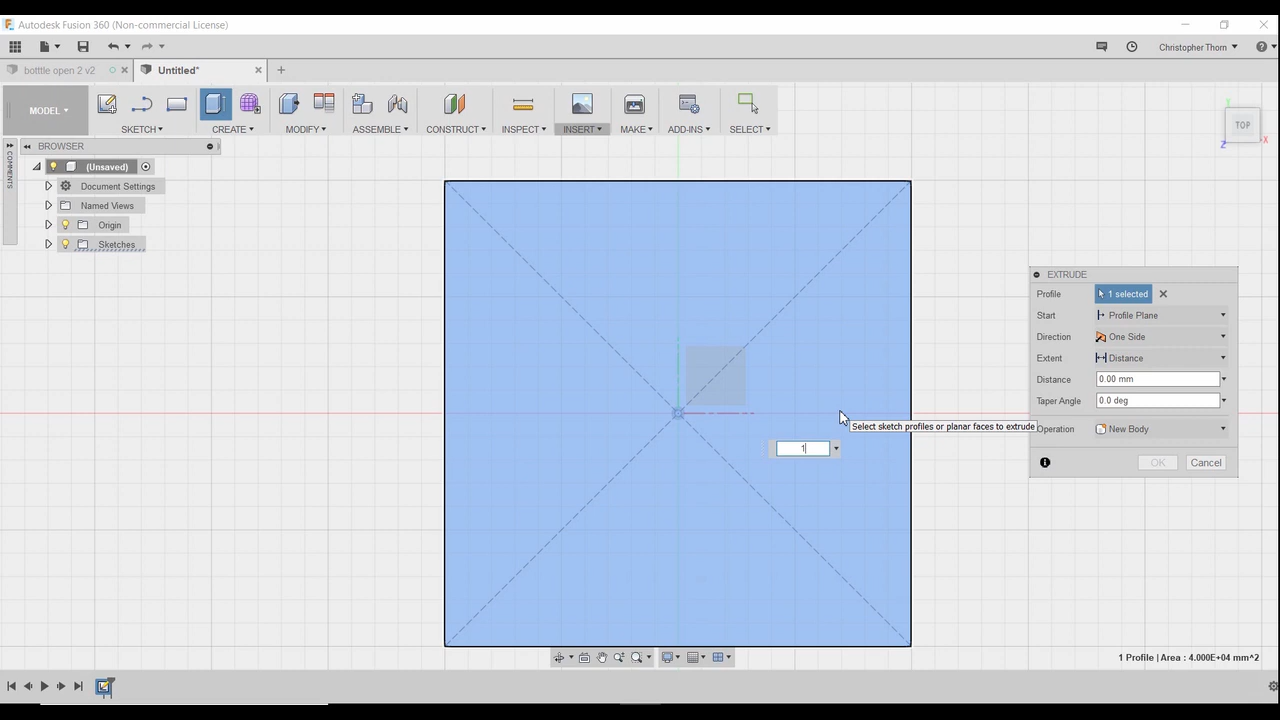 Autodesk Fusion 360 (Non-commercial License)
Christopher Thorn
botttle open 2 v2
Untitled*
MODEL
SKETCH
CREATE
MODIFY
ASSEMBLE
CONSTRUCT
INSPECT
INSERT
MAKE
ADD-INS
SELECT
TOP
X
Y
Z
COMMENTS
BROWSER
(Unsaved)
Document Settings
Named Views
Origin
Sketches
EXTRUDE
Profile 1 selected
Start Profile Plane
Direction One Side
Extent Distance
Distance 0.00 mm
Taper Angle 0.0 deg
Select sketch profiles or planar faces to extrude
Operation New Body
1
OK Cancel
1 Profile | Area : 4.000E+04 mm^2